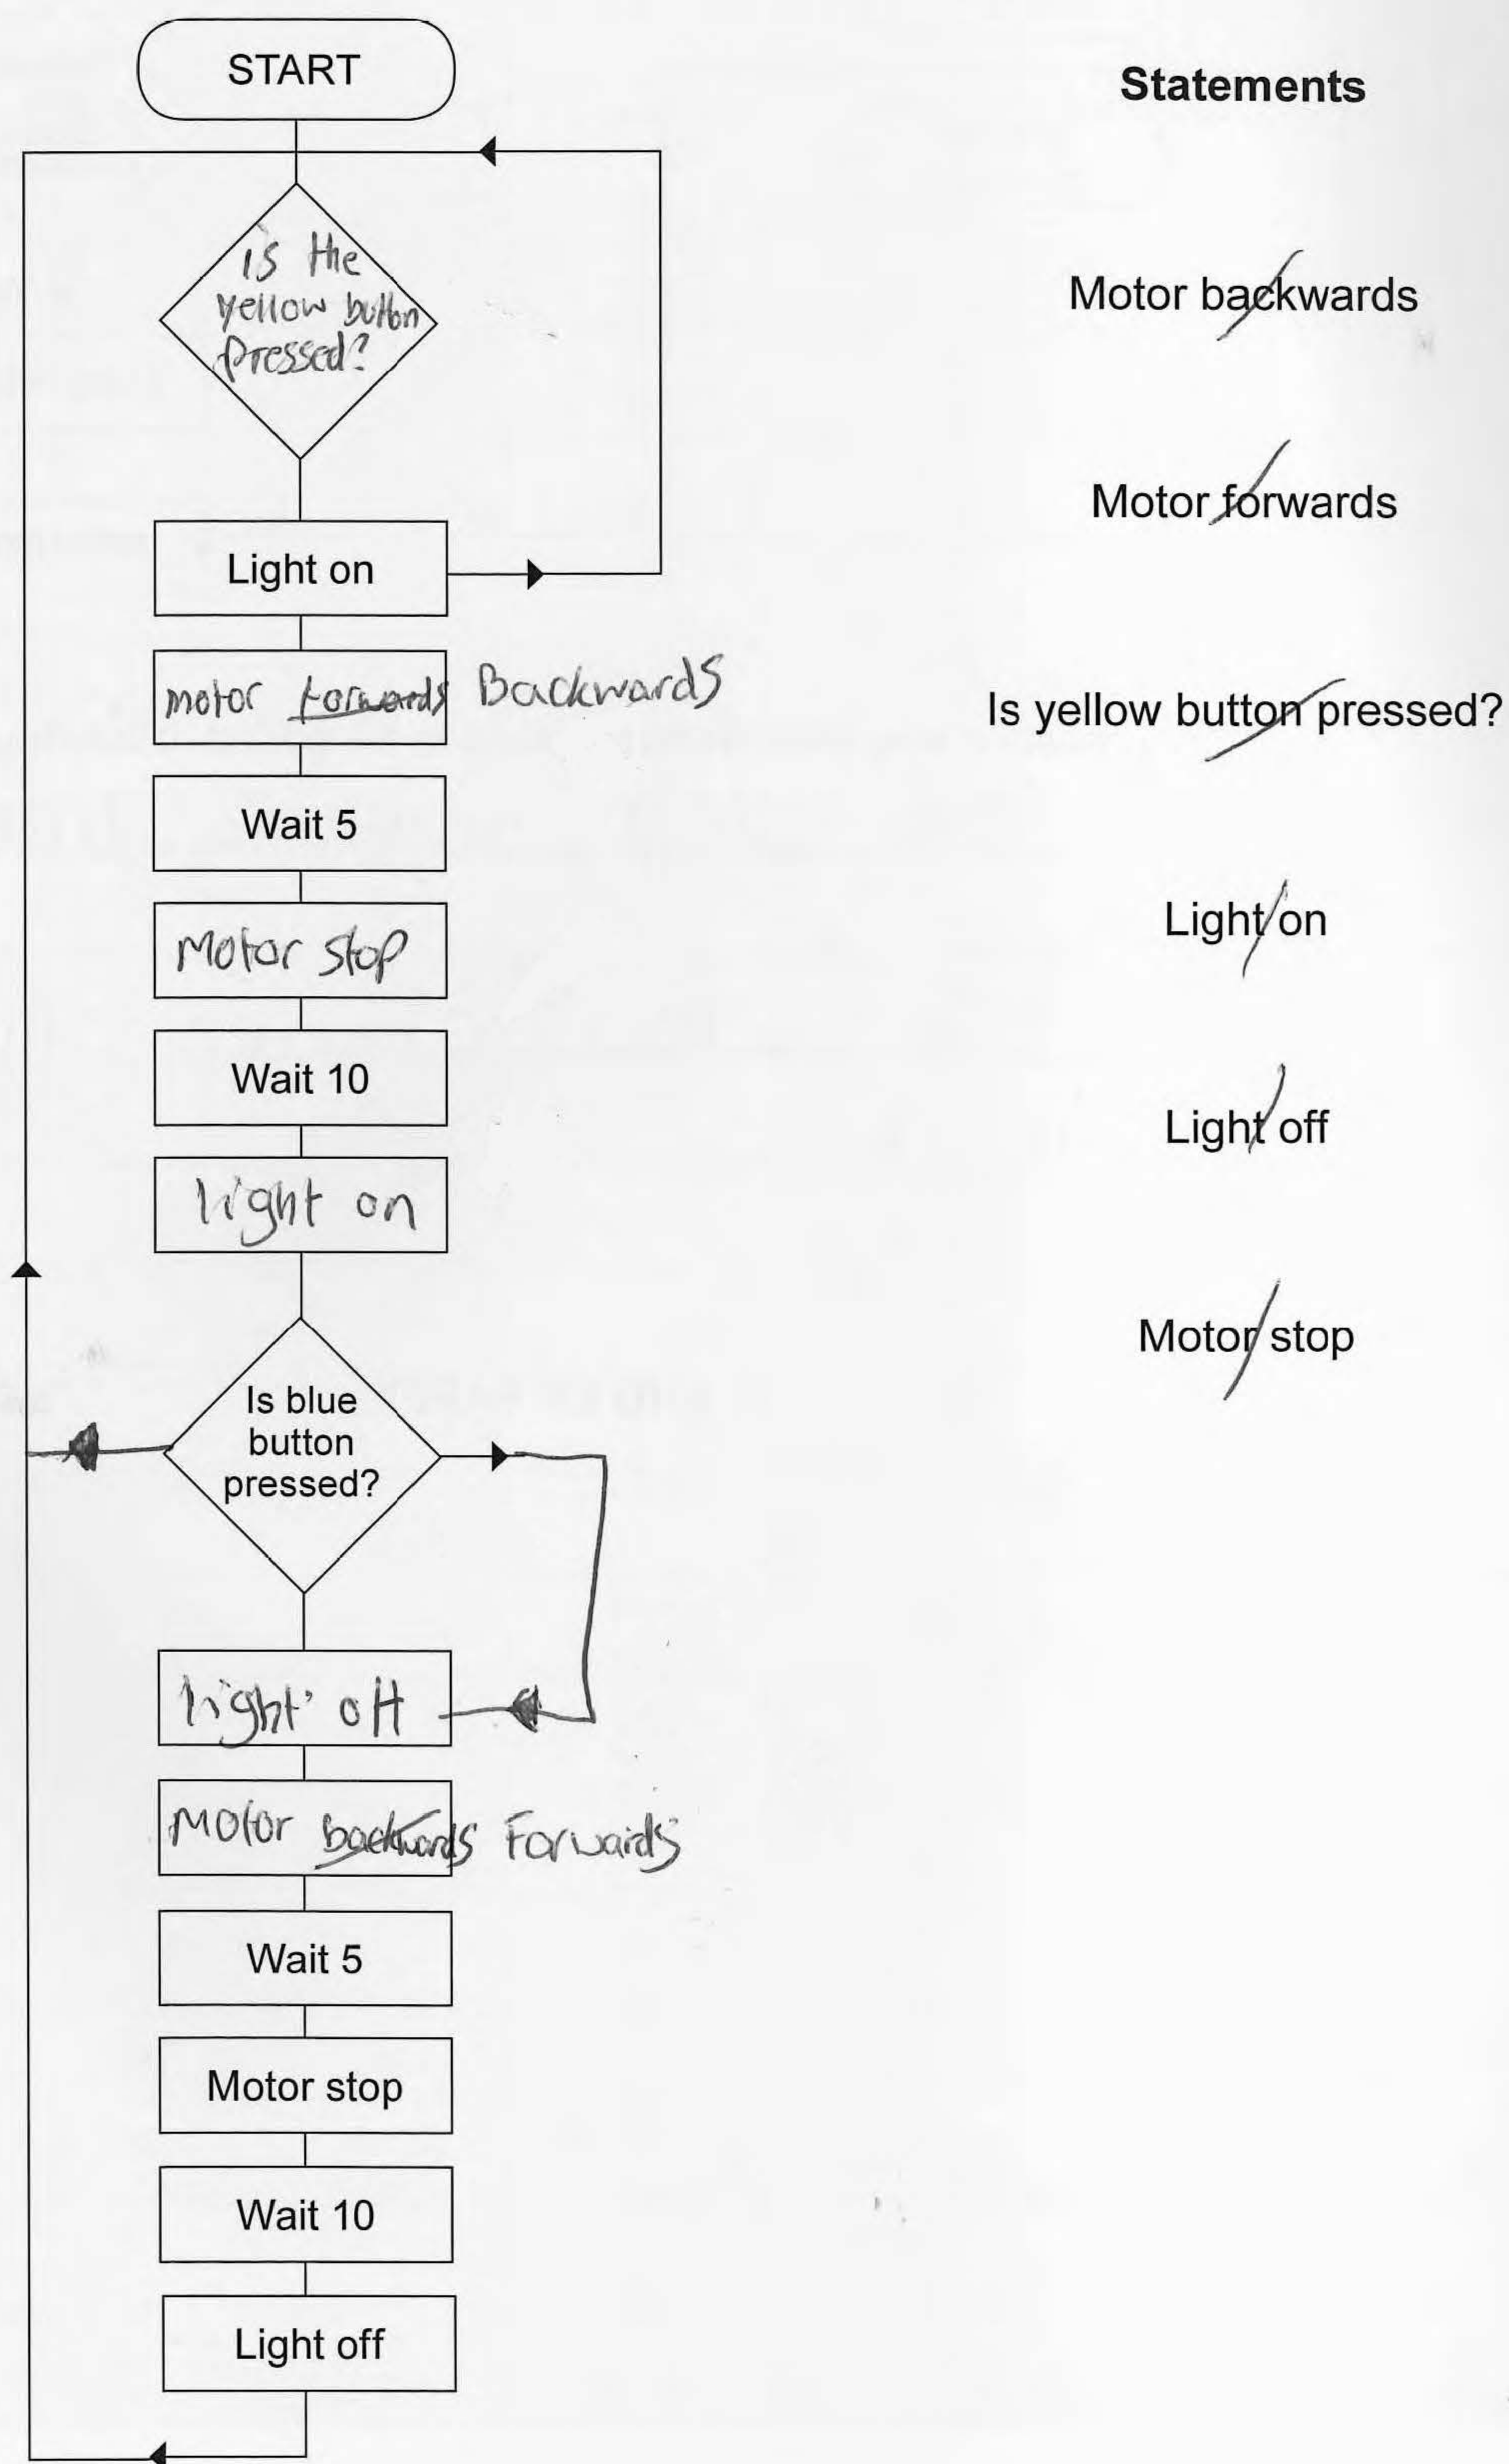 START
is the
yellow button
pressed?
Light on
motor forwards Backwards
Wait 5
Motor stop
Wait 10
light on
Is blue
button
pressed?
light off
Motor backwards Forwards
Wait 5
Motor stop
Wait 10
Light off
Statements
Motor backwards
Motor forwards
Is yellow button pressed?
Light on
Light off
Motor stop